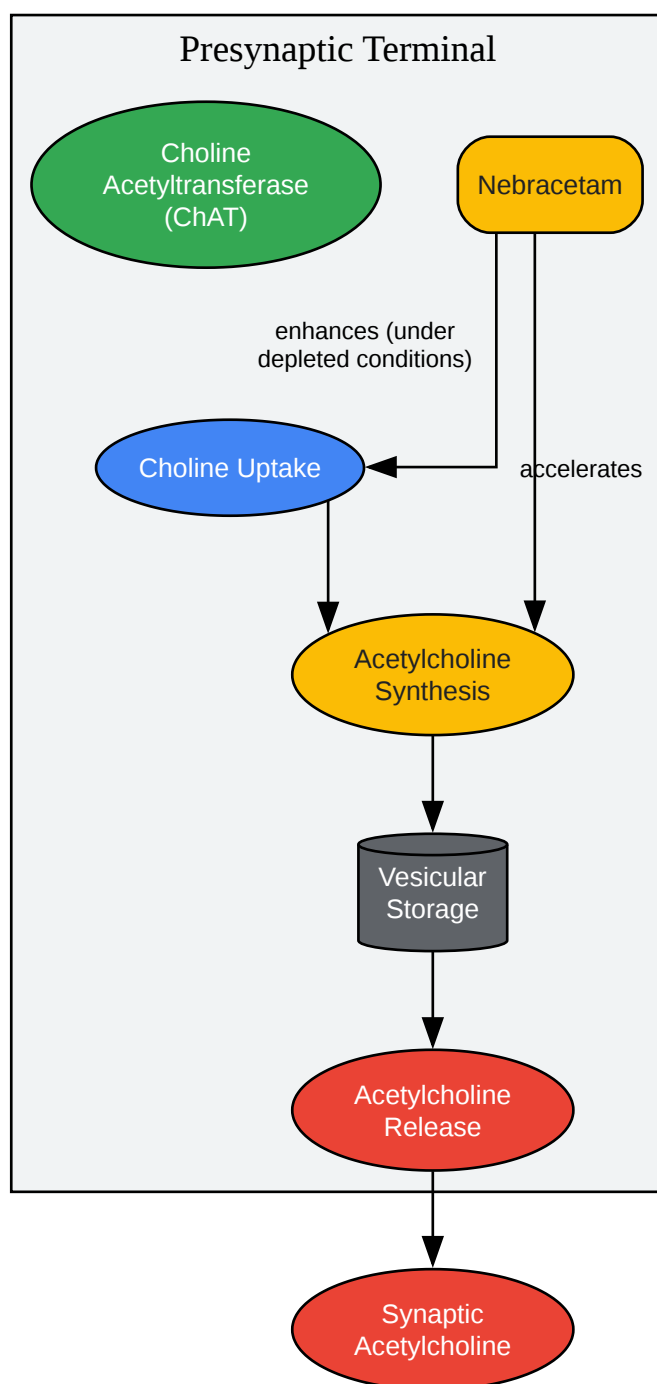 Presynaptic Terminal
Choline
Acetyltransferase
(ChAT)
Nebracetam
enhances (under
depleted conditions)
Choline Uptake
accelerates
Acetylcholine
Synthesis
Vesicular
Storage
Acetylcholine
Release
Synaptic
Acetylcholine